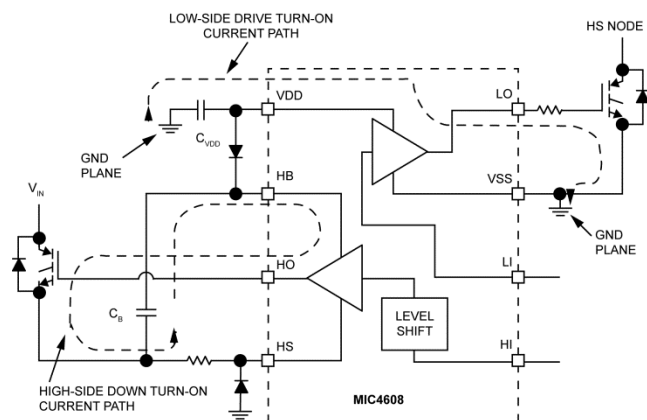 LOW-SIDE DRIVE TURN-ON
CURRENT PATH
HS NODE
VDD
LO
CVDD
GND
PLANE
HB
VSS
VIN
GND
PLANE
HO
LI
CB
LEVEL
SHIFT
HS
HI
HIGH-SIDE DOWN TURN-ON
CURRENT PATH
MIC4608